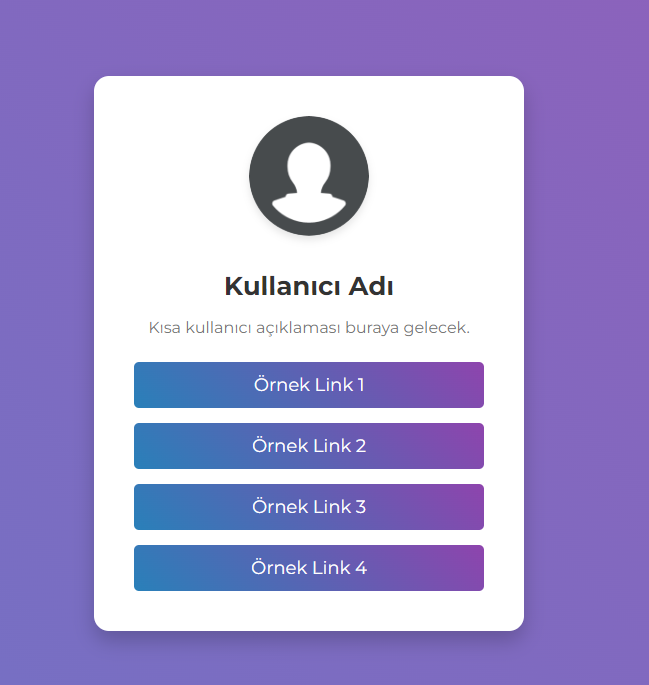 Kullanıcı Adı
Kısa kullanıcı açıklaması buraya gelecek.
Örnek Link 1
Örnek Link 2
Örnek Link 3
Örnek Link 4